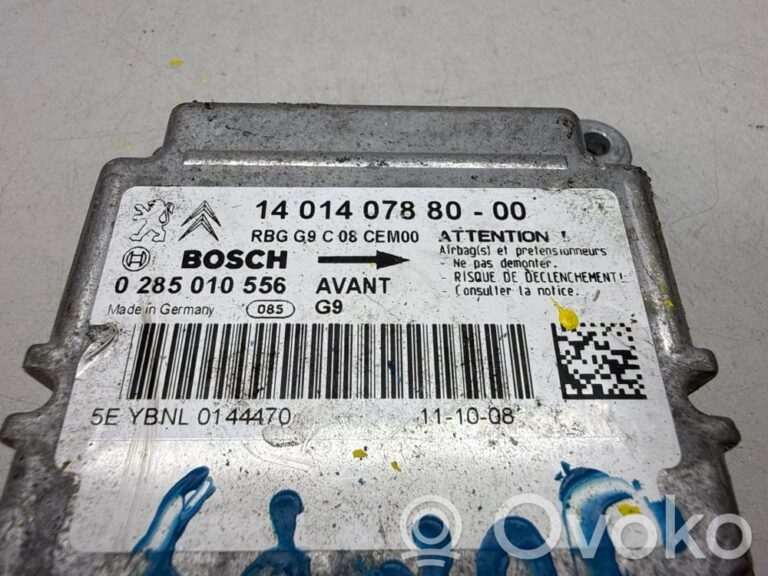 14 014 078 80 - 00
RBG G9 C 08 CEM00
ATTENTION !
Airbag(s) et pretensionneurs
- Ne pas demonter.
- RISQUE DE DECLENCHEMENT!
Consulter la notice.
BOSCH
0 285 010 556
AVANT
Made in Germany
085
G9
5E YBNL 0144470
11-10-08
Ovoko